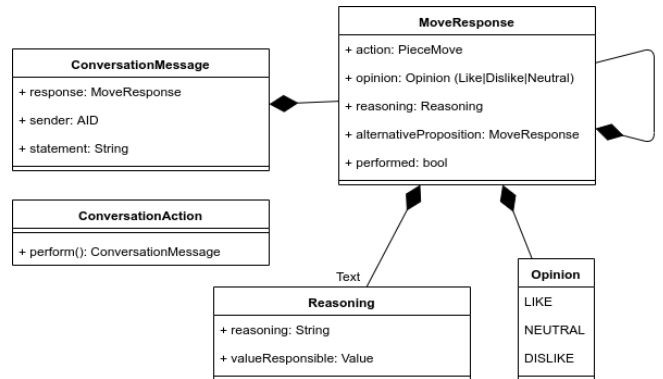 MoveResponse
+ action: PieceMove
+ opinion: Opinion (Like|Dislike|Neutral)
+ reasoning: Reasoning
+ alternativeProposition: MoveResponse
+ performed: bool
ConversationMessage
+ response: MoveResponse
+ sender: AID
+ statement: String
ConversationAction
+ perform(): ConversationMessage
Text
Reasoning
+ reasoning: String
+ valueResponsible: Value
Opinion
LIKE
NEUTRAL
DISLIKE